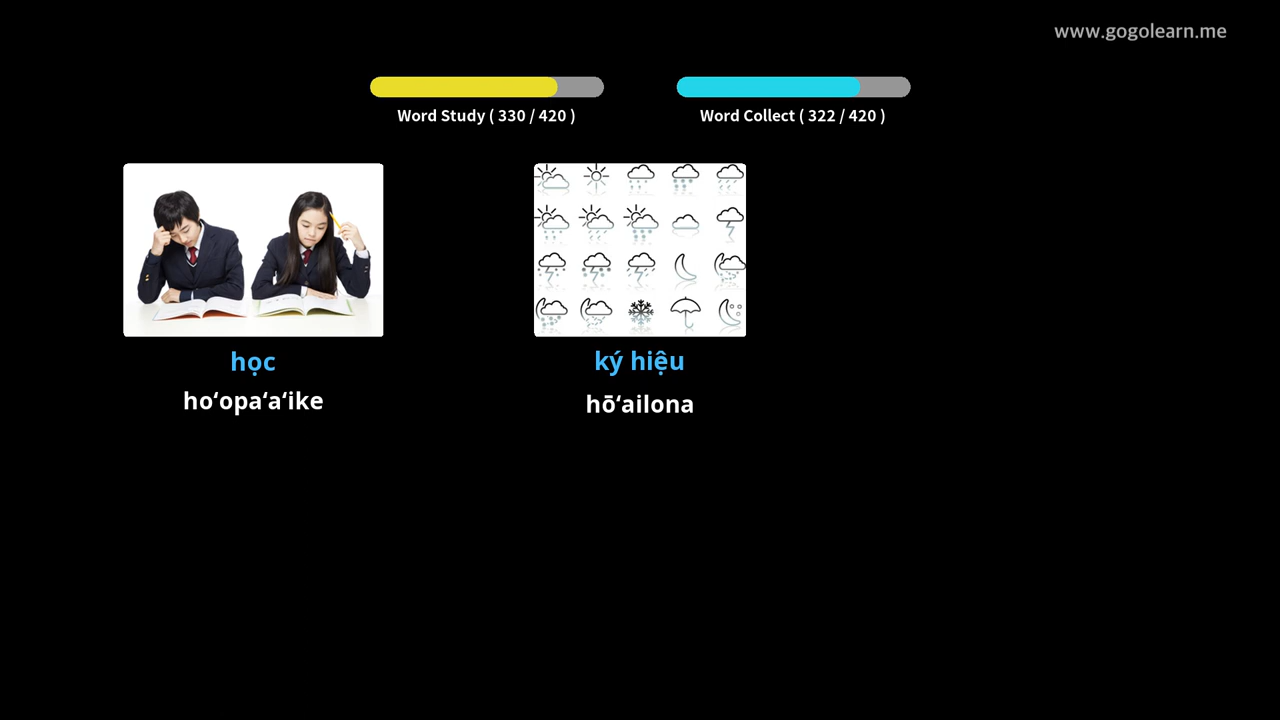 www.gogolearn.me
Word Study ( 330 / 420 )
Word Collect ( 322 / 420 )
học
ký hiệu
hoʻopaʻaʻike
hōʻailona